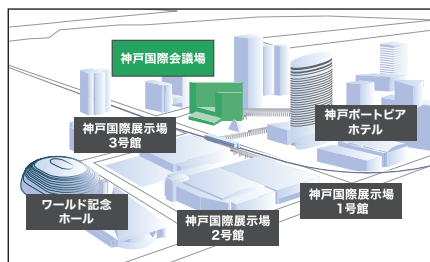 神戸国際会議場
神戸国際展示場
3号館
神戸ポートピア
ホテル
ワールド記念
ホール
神戸国際展示場
2号館
神戸国際展示場
1号館